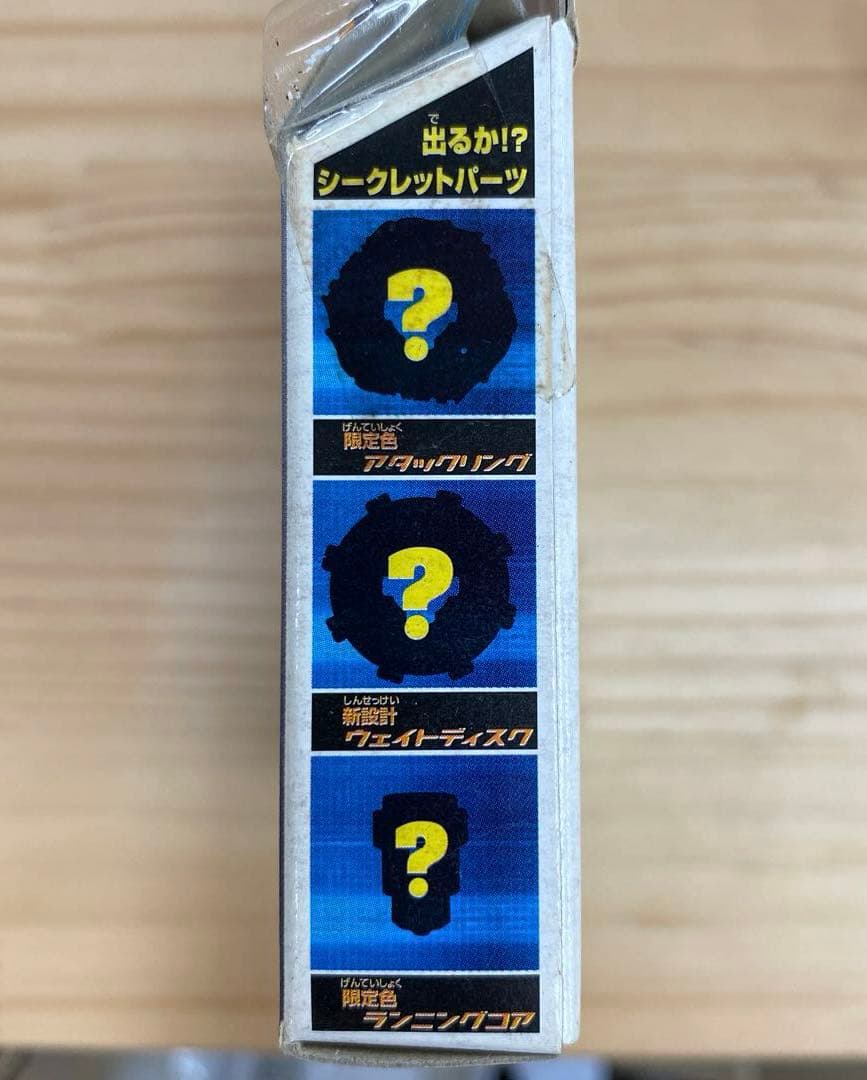 で
出るか!?
シークレットパーツ
?
げんていしょく
限定色
アタックリング
?
しんせっけい
新設計
ウェイトディスク
?
げんていしょく
限定色
ランニングコア